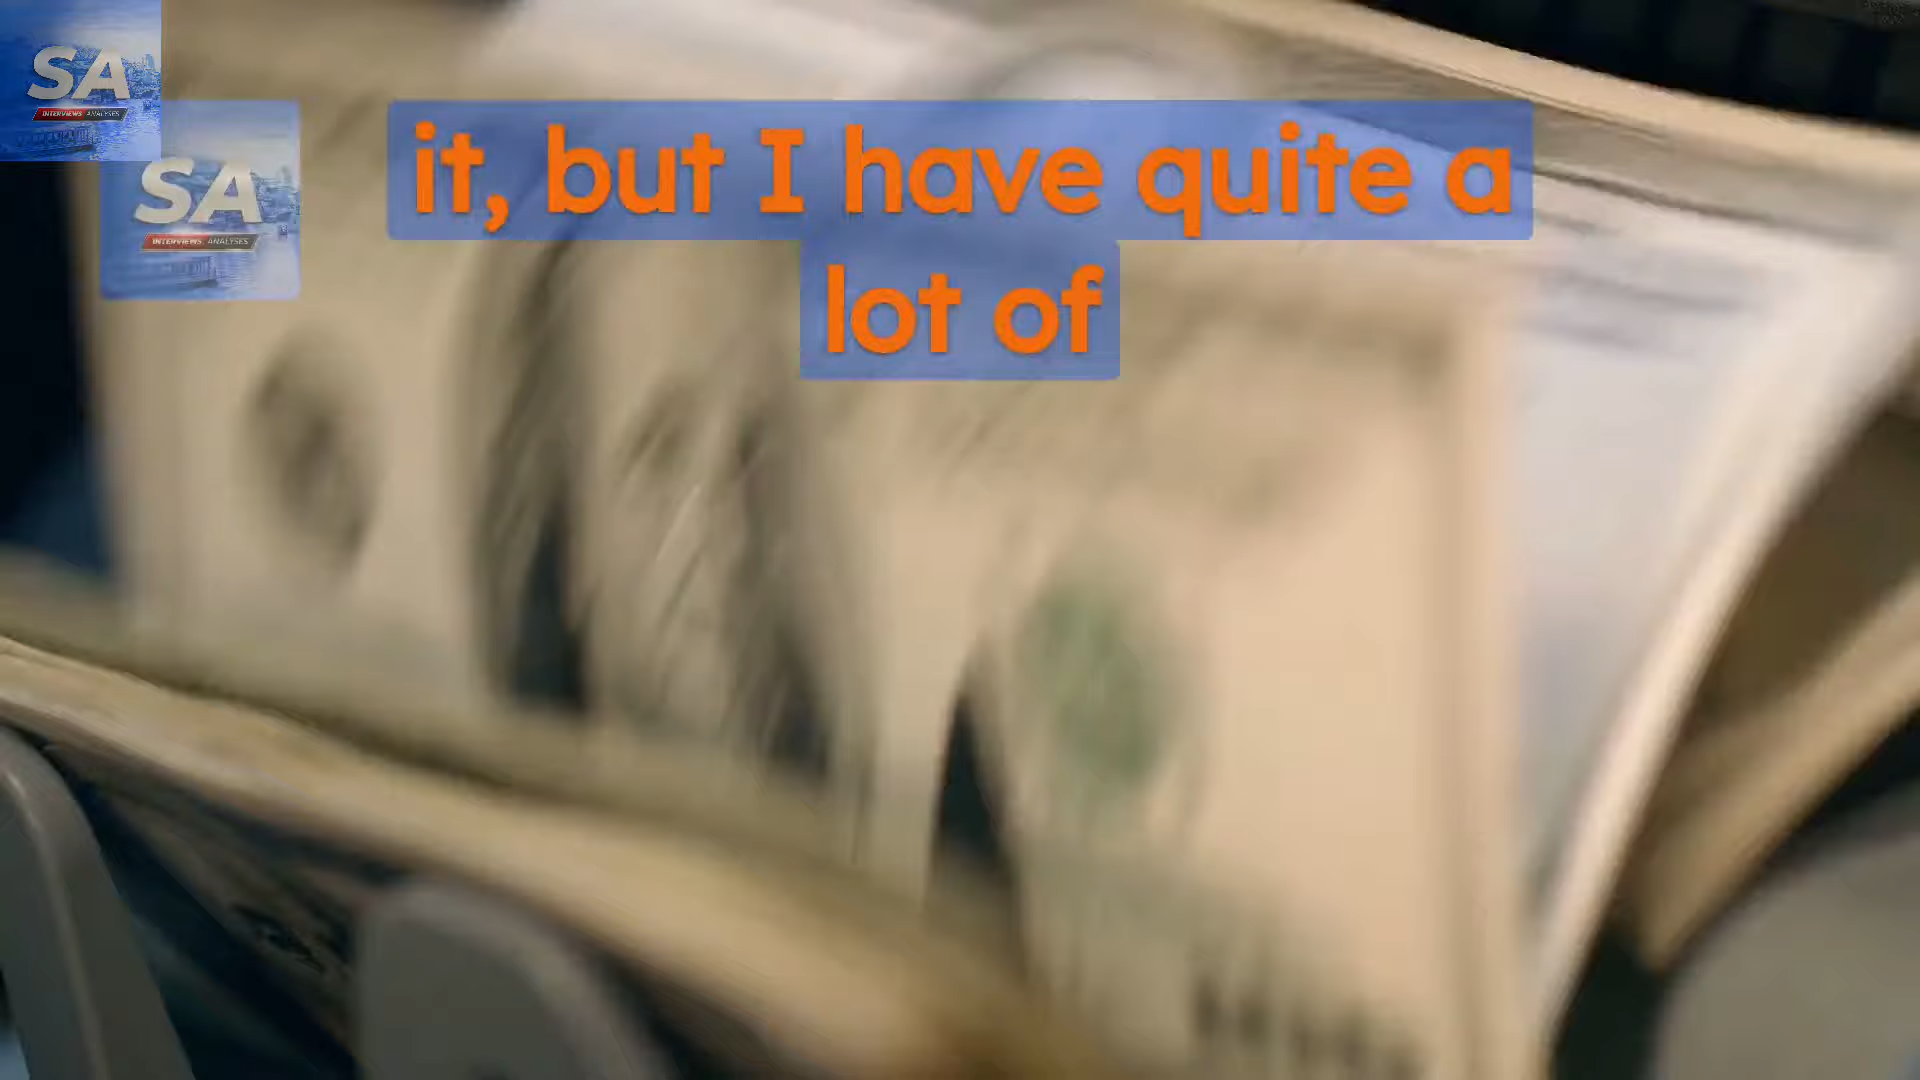 SA
INTERVIEWS ANALYSES
SA
INTERVIEWS ANALYSES
it, but I have quite a
lot of